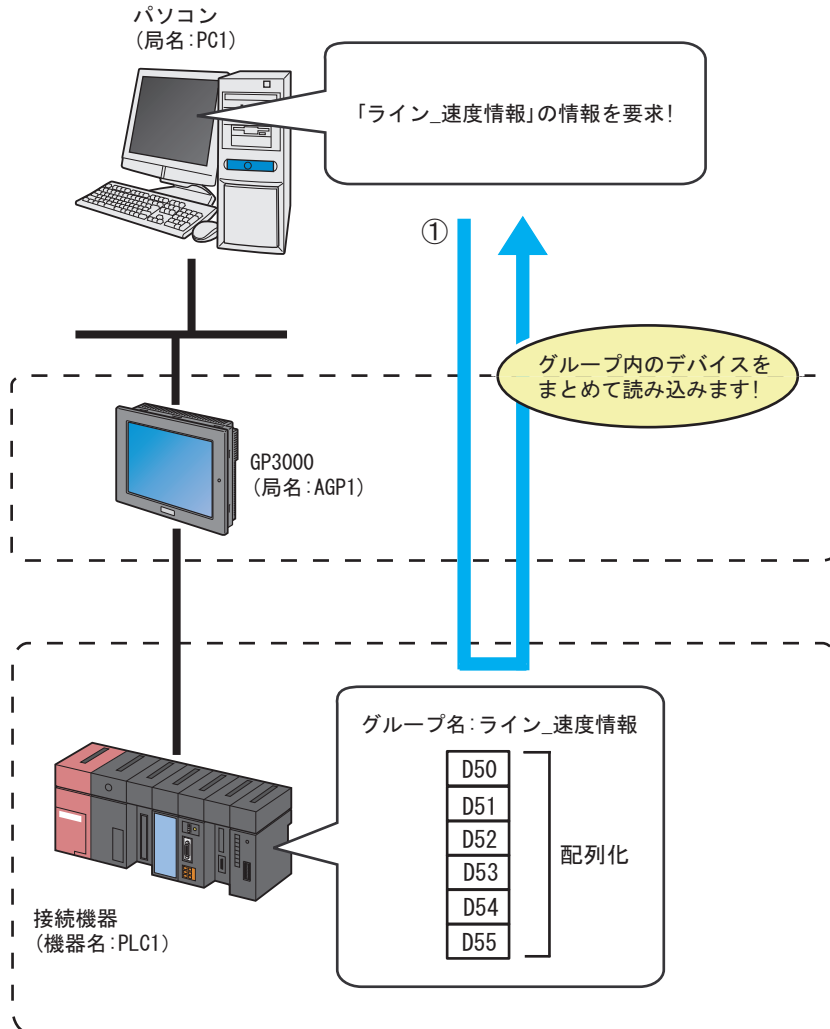 パソコン
（局名：PC1）
「ライン_速度情報」の情報を要求！
①
グループ内のデバイスを
まとめて読み込みます！
GP3000
（局名：AGP1）
グループ名：ライン_速度情報
D50
D51
D52
D53
D54
D55
配列化
接続機器
（機器名：PLC1）